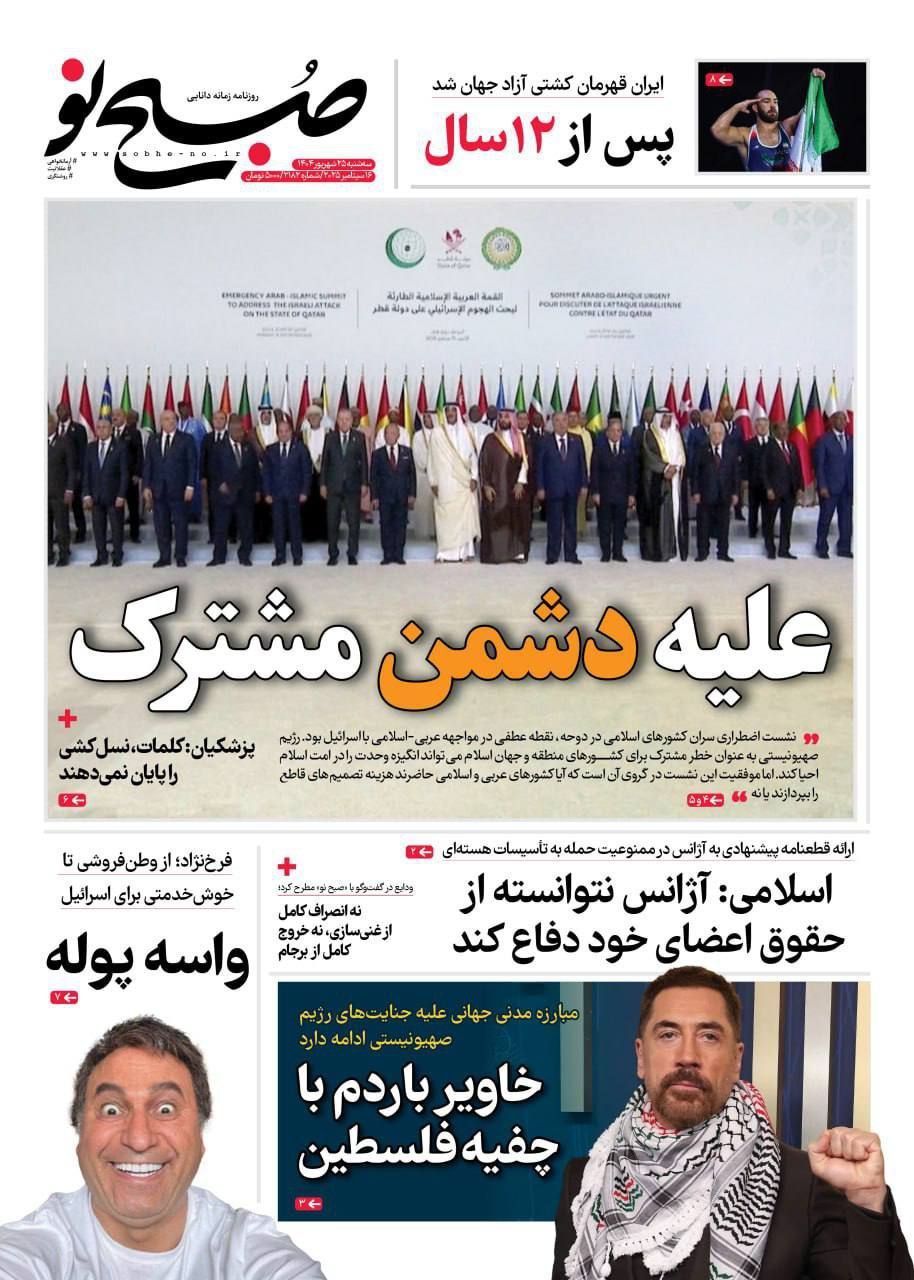 صبح نو
روزنامه زمانه دانایی
www.sobhe-no.ir
# آرمانخواهی
# عقلانیت
# روشنگری
سه‌شنبه ۲۵ شهریور ۱۴۰۴
۱۶ سپتامبر ۲۰۲۵/شماره ۳۱۸۲/۵۰۰۰ تومان
ایران قهرمان کشتی آزاد جهان شد
پس از ۱۲ سال
۸
EMERGENCY ARAB - ISLAMIC SUMMIT
TO ADDRESS THE ISRAELI ATTACK
ON THE STATE OF QATAR
القمة العربية الإسلامية الطارئة
لبحث الهجوم الإسرائيلي على دولة قطر
SOMMET ARABO-ISLAMIQUE URGENT
POUR DISCUTER DE L'ATTAQUE ISRAÉLIENNE
CONTRE L'ÉTAT DU QATAR
علیه دشمن مشترک
نشست اضطراری سران کشورهای اسلامی در دوحه، نقطه عطفی در مواجهه عربی-اسلامی با اسرائیل بود. رژیم
صهیونیستی به عنوان خطر مشترک برای کشورهای منطقه و جهان اسلام می‌تواند انگیزه وحدت را در امت اسلام
احیا کند. اما موفقیت این نشست در گروی آن است که آیا کشورهای عربی و اسلامی حاضرند هزینه تصمیم‌های قاطع
را بپردازند یا نه
۴ و ۵
پزشکیان: کلمات، نسل‌کشی
را پایان نمی‌دهند
۶
ارائه قطعنامه پیشنهادی به آژانس در ممنوعیت حمله به تأسیسات هسته‌ای
۲
اسلامی: آژانس نتوانسته از
حقوق اعضای خود دفاع کند
ودایع در گفت‌وگو با «صبح نو» مطرح کرد؛
نه انصراف کامل
از غنی‌سازی، نه خروج
کامل از برجام
فرخ‌نژاد؛ از وطن‌فروشی تا
خوش‌خدمتی برای اسرائیل
واسه پوله
۷
مبارزه مدنی جهانی علیه جنایت‌های رژیم
صهیونیستی ادامه دارد
خاویر باردم با
چفیه فلسطین
۳